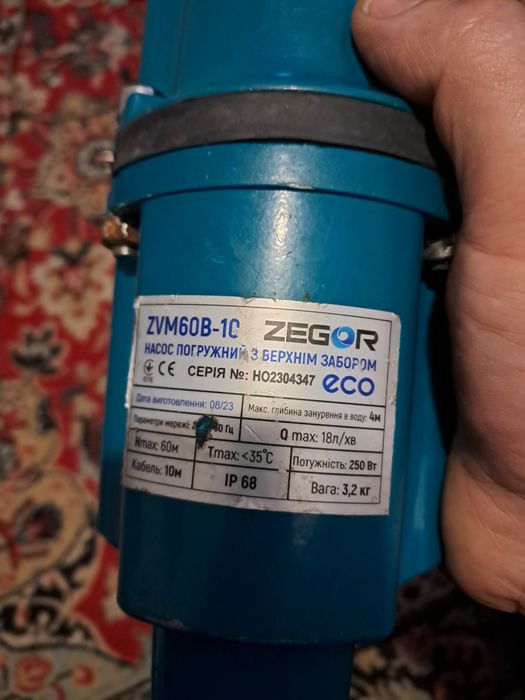 ZVM60B-10 ZEGOR
НАСОС ПОГРУЖНИЙ З ВЕРХНІМ ЗАБОРОМ
076 CE СЕРІЯ №: HO2304347 eco
Дата виготовлення: 08/23 Макс. глибина занурення в воду: 4м
Параметри мережі: Гц Q max: 18л/хв
Hmax: 60м Tmax: <35°C Потужність: 250 Вт
Кабель: 10м IP 68 Вага: 3,2 кг